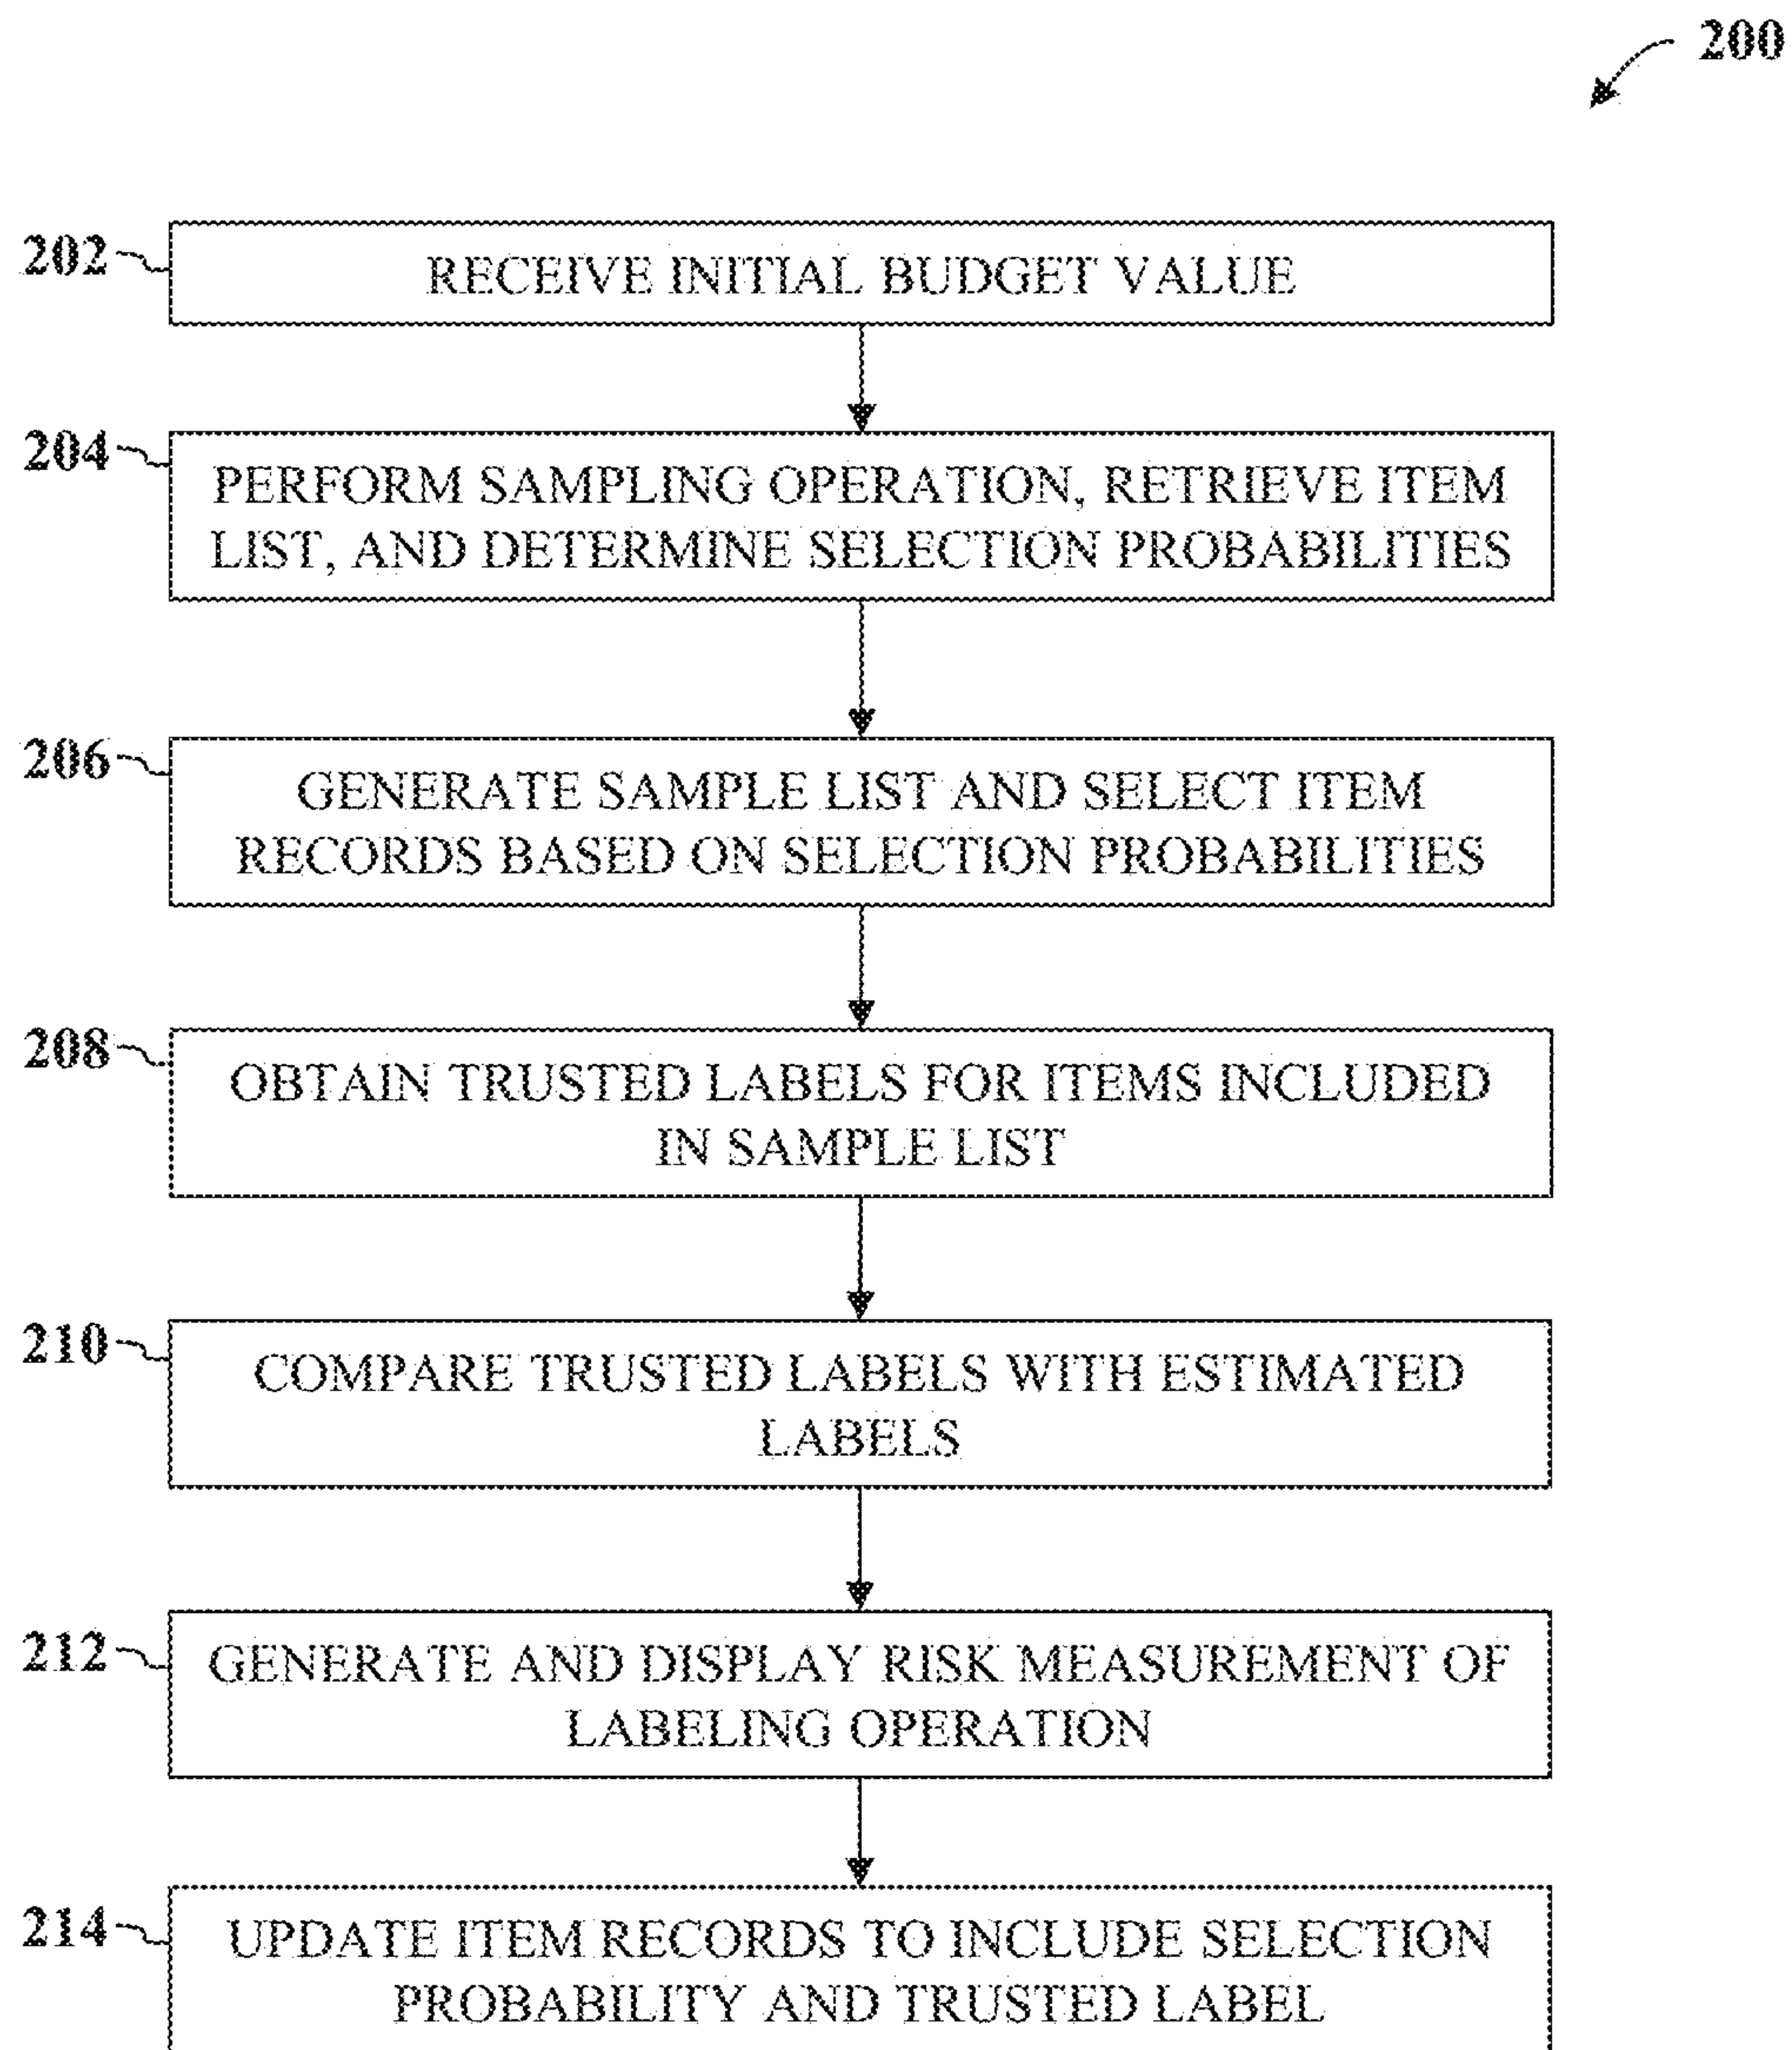 200
202
RECEIVE INITIAL BUDGET VALUE
204
PERFORM SAMPLING OPERATION, RETRIEVE ITEM
LIST, AND DETERMINE SELECTION PROBABILITIES
206
GENERATE SAMPLE LIST AND SELECT ITEM
RECORDS BASED ON SELECTION PROBABILITIES
208
OBTAIN TRUSTED LABELS FOR ITEMS INCLUDED
IN SAMPLE LIST
210
COMPARE TRUSTED LABELS WITH ESTIMATED
LABELS
212
GENERATE AND DISPLAY RISK MEASUREMENT OF
LABELING OPERATION
214
UPDATE ITEM RECORDS TO INCLUDE SELECTION
PROBABILITY AND TRUSTED LABEL